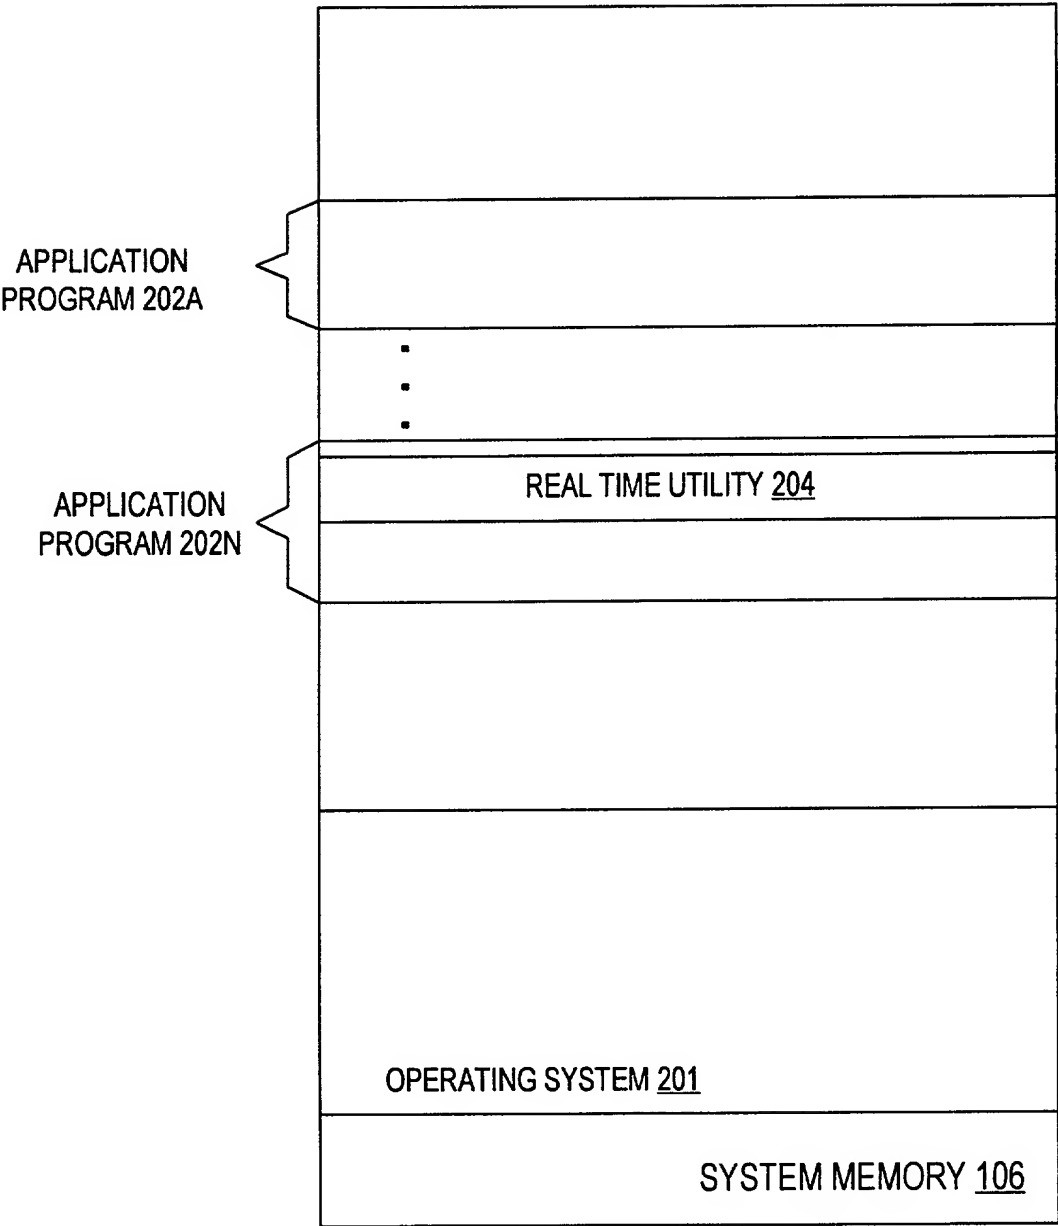 APPLICATION
PROGRAM 202A
REAL TIME UTILITY 204
APPLICATION
PROGRAM 202N
OPERATING SYSTEM 201
SYSTEM MEMORY 106